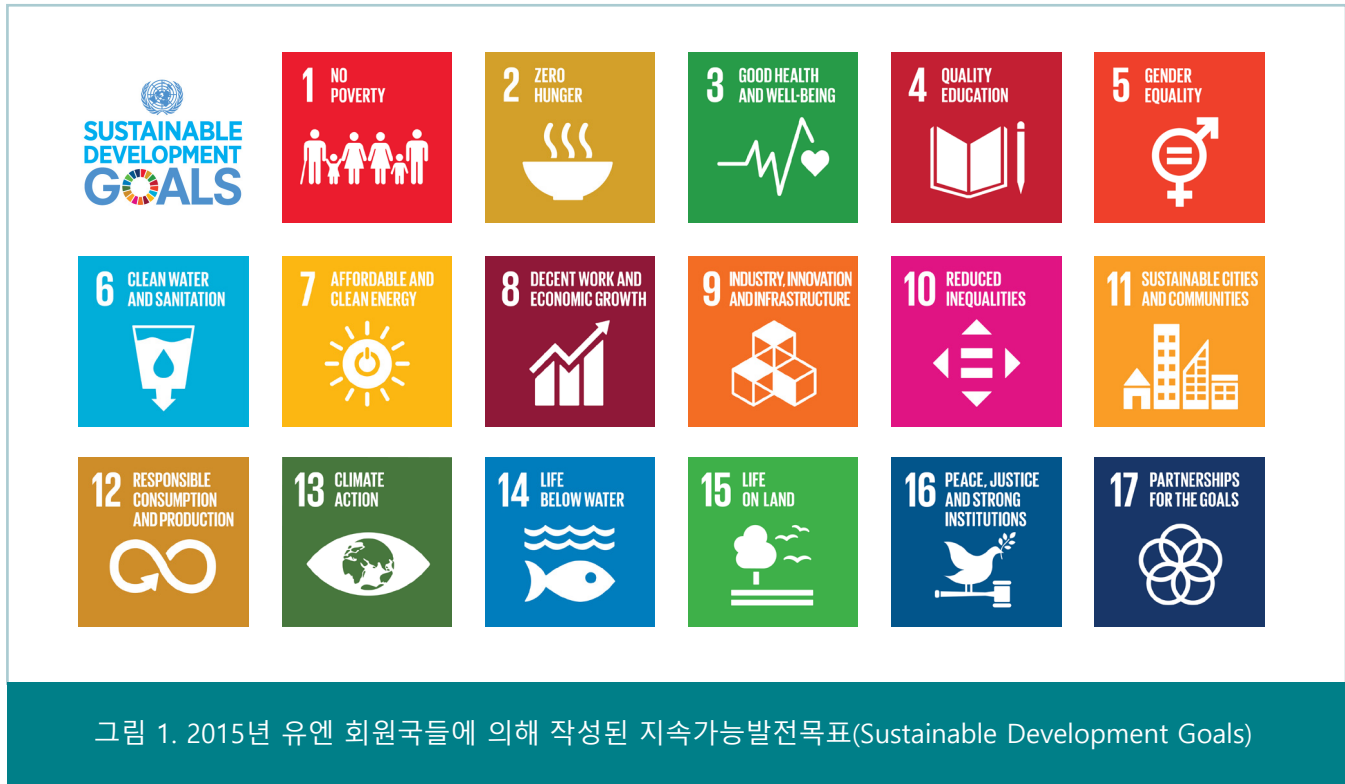 SUSTAINABLE
DEVELOPMENT
GOALS
1 NO
POVERTY
2 ZERO
HUNGER
3 GOOD HEALTH
AND WELL-BEING
4 QUALITY
EDUCATION
5 GENDER
EQUALITY
6 CLEAN WATER
AND SANITATION
7 AFFORDABLE AND
CLEAN ENERGY
8 DECENT WORK AND
ECONOMIC GROWTH
9 INDUSTRY, INNOVATION
AND INFRASTRUCTURE
10 REDUCED
INEQUALITIES
11 SUSTAINABLE CITIES
AND COMMUNITIES
12 RESPONSIBLE
CONSUMPTION
AND PRODUCTION
13 CLIMATE
ACTION
14 LIFE
BELOW WATER
15 LIFE
ON LAND
16 PEACE, JUSTICE
AND STRONG
INSTITUTIONS
17 PARTNERSHIPS
FOR THE GOALS
그림 1. 2015년 유엔 회원국들에 의해 작성된 지속가능발전목표(Sustainable Development Goals)